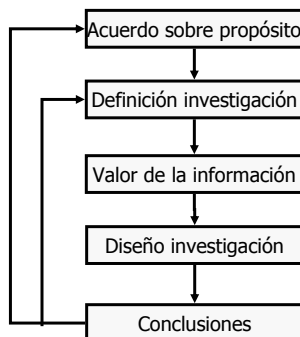 Acuerdo sobre propósito
Definición investigación
Valor de la información
Diseño investigación
Conclusiones